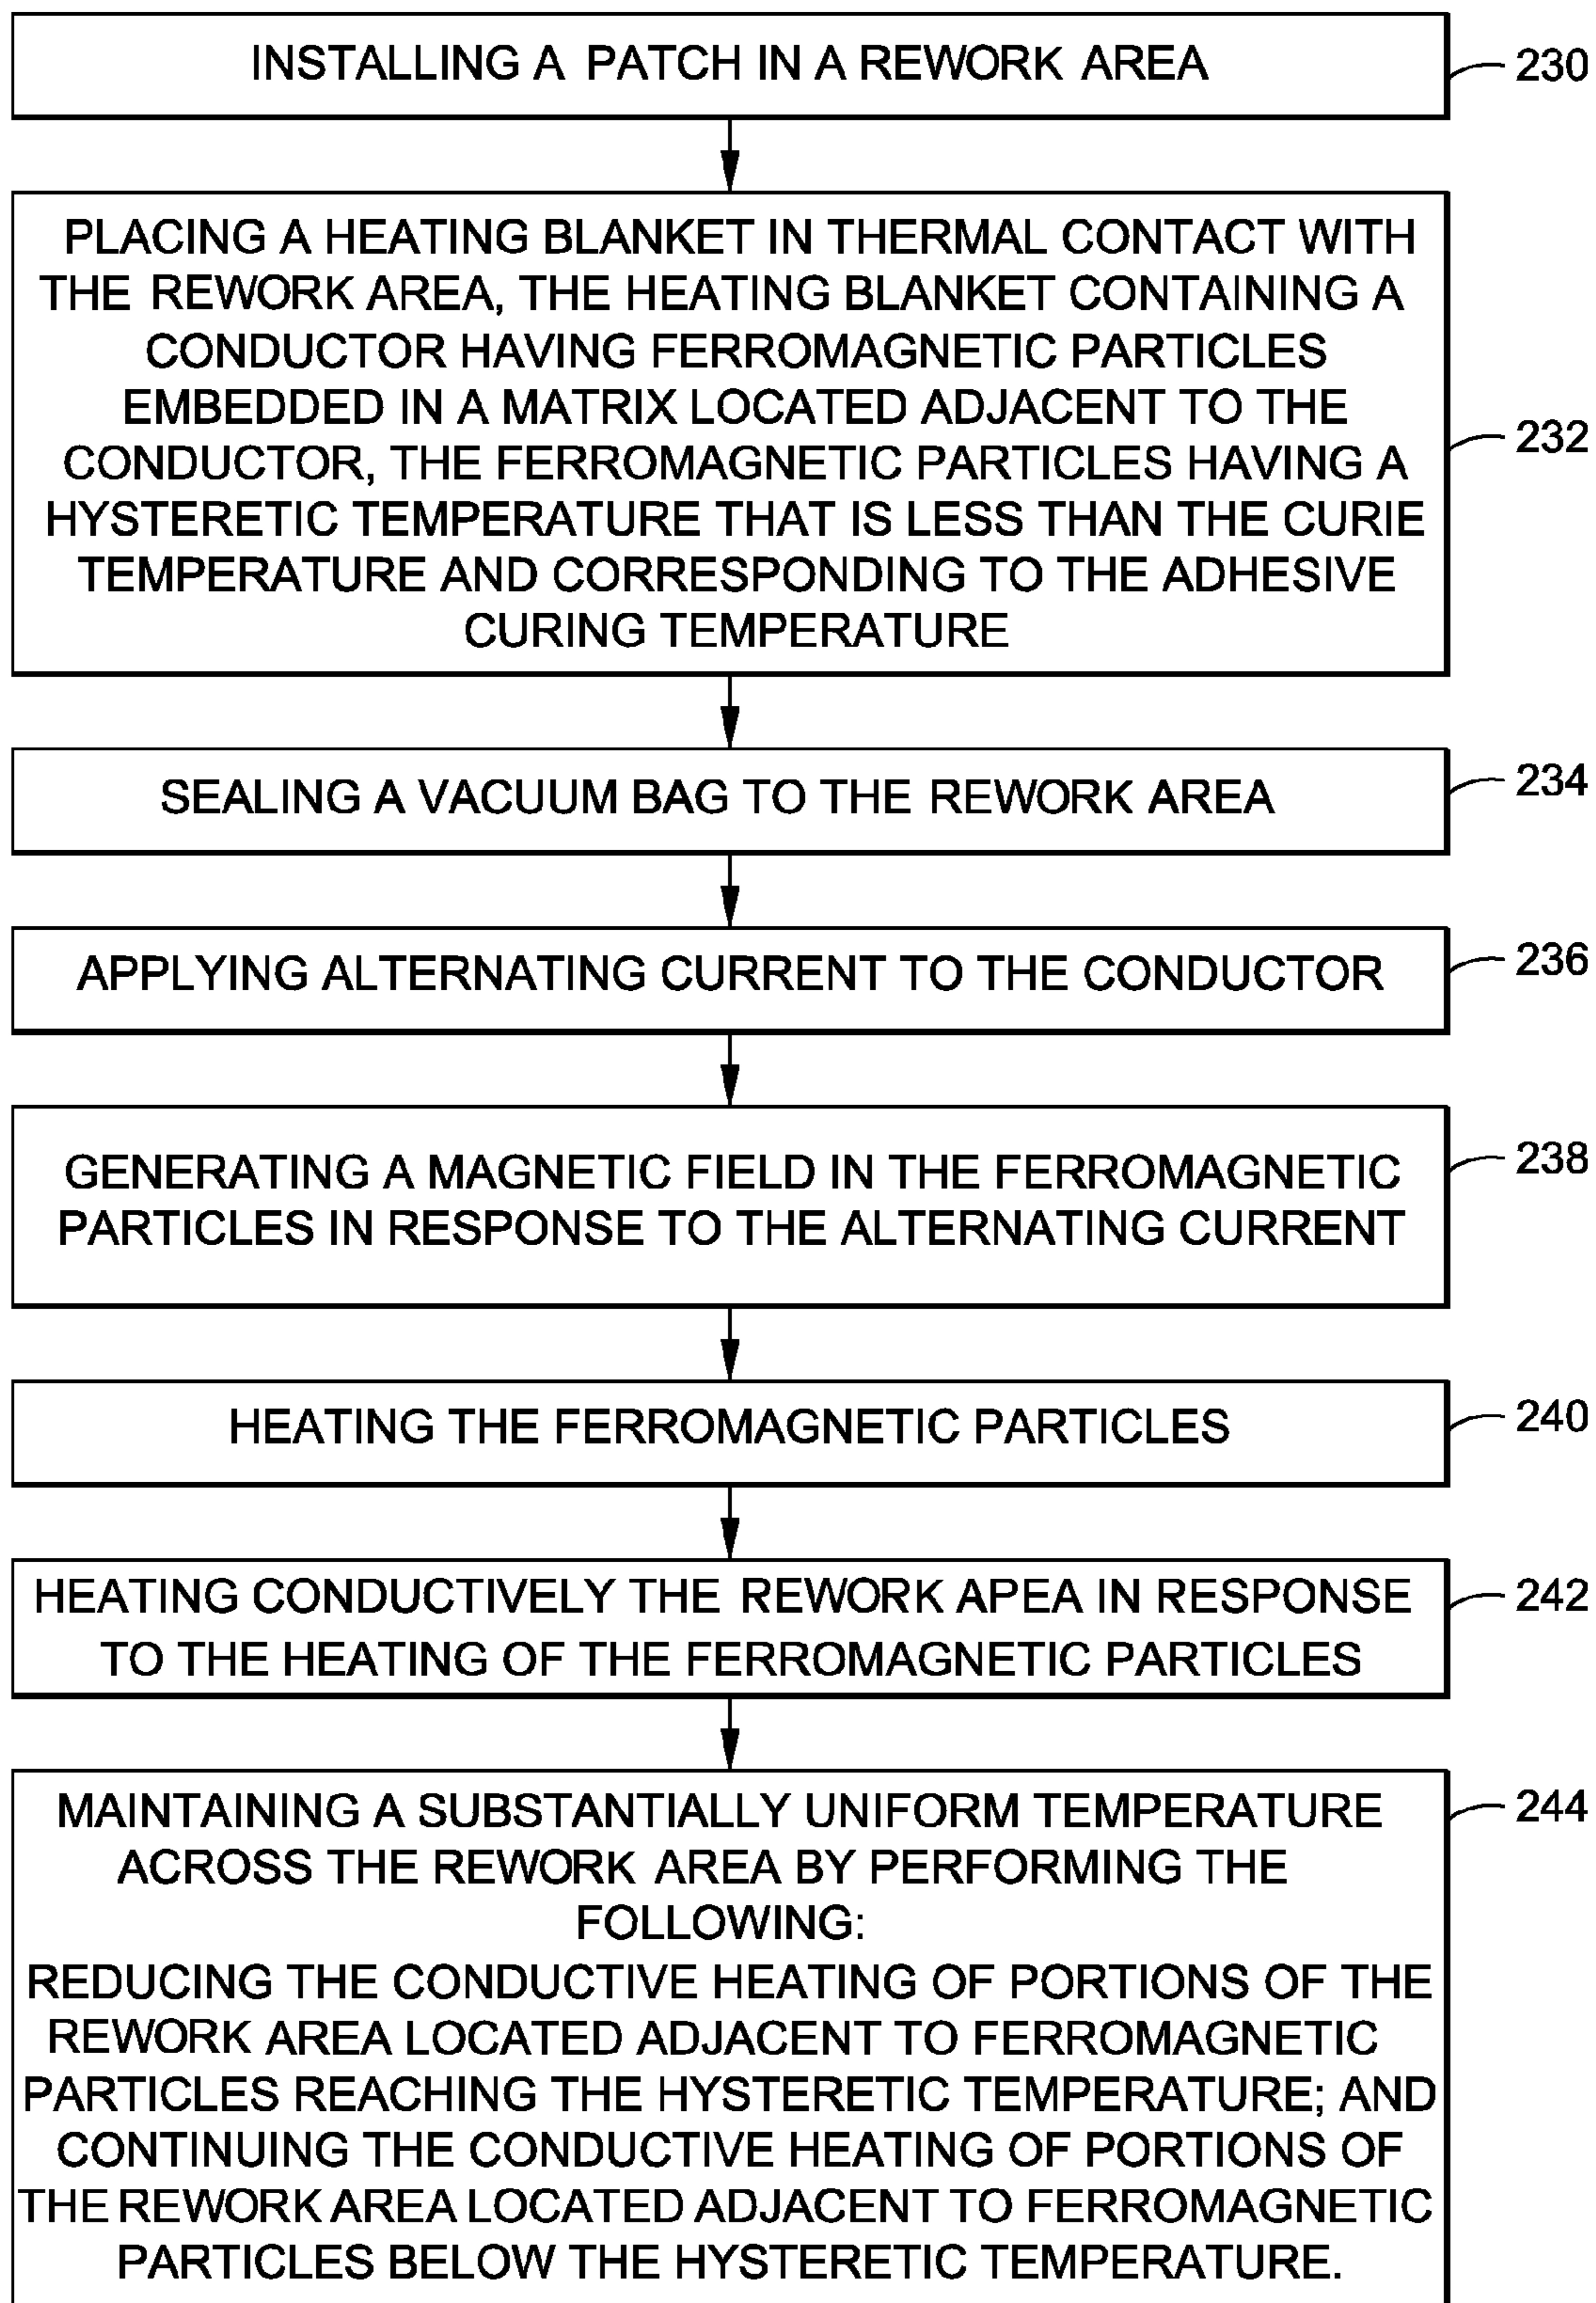 INSTALLING A PATCH IN A REWORK AREA
230
PLACING A HEATING BLANKET IN THERMAL CONTACT WITH
THE REWORK AREA, THE HEATING BLANKET CONTAINING A
CONDUCTOR HAVING FERROMAGNETIC PARTICLES
EMBEDDED IN A MATRIX LOCATED ADJACENT TO THE
CONDUCTOR, THE FERROMAGNETIC PARTICLES HAVING A
HYSTERETIC TEMPERATURE THAT IS LESS THAN THE CURIE
TEMPERATURE AND CORRESPONDING TO THE ADHESIVE
CURING TEMPERATURE
232
SEALING A VACUUM BAG TO THE REWORK AREA
234
APPLYING ALTERNATING CURRENT TO THE CONDUCTOR
236
GENERATING A MAGNETIC FIELD IN THE FERROMAGNETIC
PARTICLES IN RESPONSE TO THE ALTERNATING CURRENT
238
HEATING THE FERROMAGNETIC PARTICLES
240
HEATING CONDUCTIVELY THE REWORK APEA IN RESPONSE
TO THE HEATING OF THE FERROMAGNETIC PARTICLES
242
MAINTAINING A SUBSTANTIALLY UNIFORM TEMPERATURE
ACROSS THE REWORK AREA BY PERFORMING THE
FOLLOWING:
REDUCING THE CONDUCTIVE HEATING OF PORTIONS OF THE
REWORK AREA LOCATED ADJACENT TO FERROMAGNETIC
PARTICLES REACHING THE HYSTERETIC TEMPERATURE; AND
CONTINUING THE CONDUCTIVE HEATING OF PORTIONS OF
THE REWORK AREA LOCATED ADJACENT TO FERROMAGNETIC
PARTICLES BELOW THE HYSTERETIC TEMPERATURE.
244